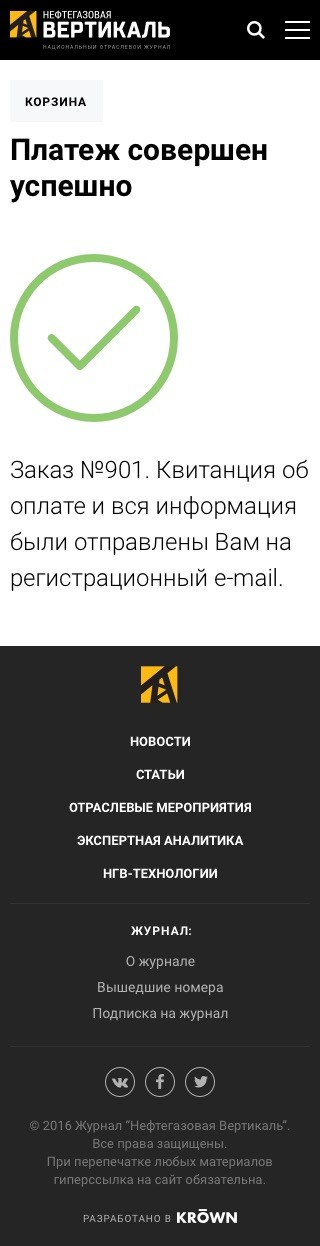 НЕФТЕГАЗОВАЯ
ВЕРТИКАЛЬ
НАЦИОНАЛЬНЫЙ ОТРАСЛЕВОЙ ЖУРНАЛ
КОРЗИНА
Платеж совершен
успешно
Заказ №901. Квитанция об
оплате и вся информация
были отправлены Вам на
регистрационный e-mail.
НОВОСТИ
СТАТЬИ
ОТРАСЛЕВЫЕ МЕРОПРИЯТИЯ
ЭКСПЕРТНАЯ АНАЛИТИКА
НГВ-ТЕХНОЛОГИИ
ЖУРНАЛ:
О журнале
Вышедшие номера
Подписка на журнал
© 2016 Журнал "Нефтегазовая Вертикаль".
Все права защищены.
При перепечатке любых материалов
гиперссылка на сайт обязательна.
РАЗРАБОТАНО В KRŌWN